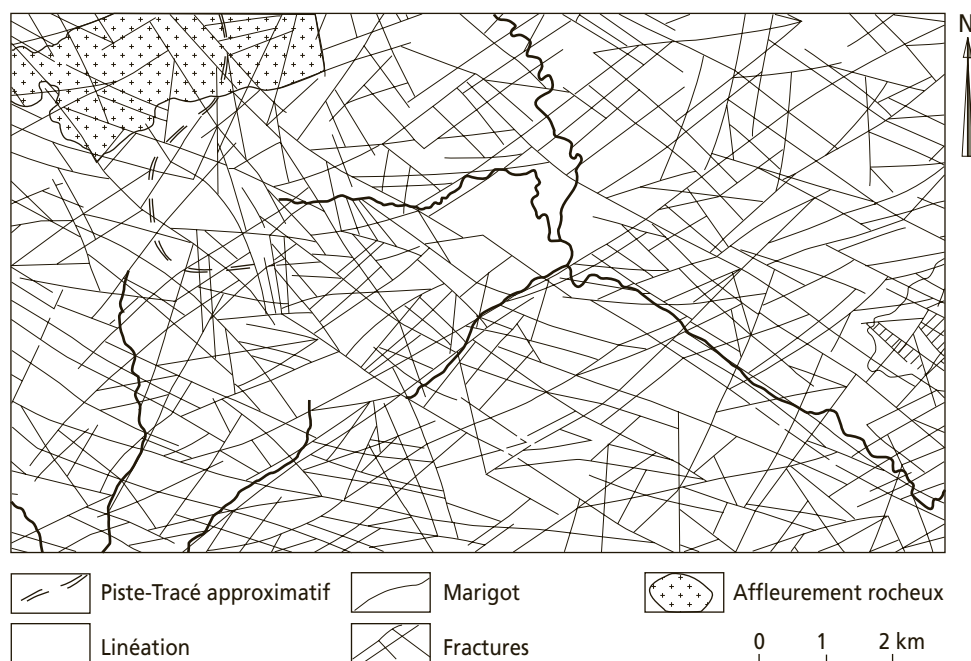 N
Piste-Tracé approximatif
Marigot
Affleurement rocheux
Linéation
Fractures
0 1 2 km